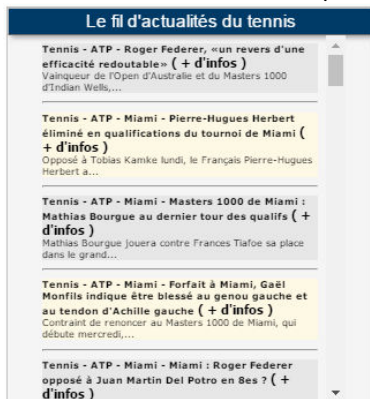 Le fil d'actualités du tennis
Tennis - ATP - Roger Federer, «un revers d'une
efficacité redoutable» ( + d'infos )
Vainqueur de l'Open d'Australie et du Masters 1000
d'Indian Wells,...
Tennis - ATP - Miami - Pierre-Hugues Herbert
éliminé en qualifications du tournoi de Miami (
+ d'infos )
Opposé à Tobias Kamke lundi, le Français Pierre-Hugues
Herbert a...
Tennis - ATP - Miami - Masters 1000 de Miami :
Mathias Bourgue au dernier tour des qualifs ( +
d'infos )
Mathias Bourgue jouera contre Frances Tiafoe sa place
dans le grand...
Tennis - ATP - Miami - Forfait à Miami, Gaël
Monfils indique être blessé au genou gauche et
au tendon d'Achille gauche ( + d'infos )
Contraint de renoncer au Masters 1000 de Miami, qui
débute mercredi,...
Tennis - ATP - Miami - Miami : Roger Federer
opposé à Juan Martin Del Potro en 8es ? ( +
d'infos )